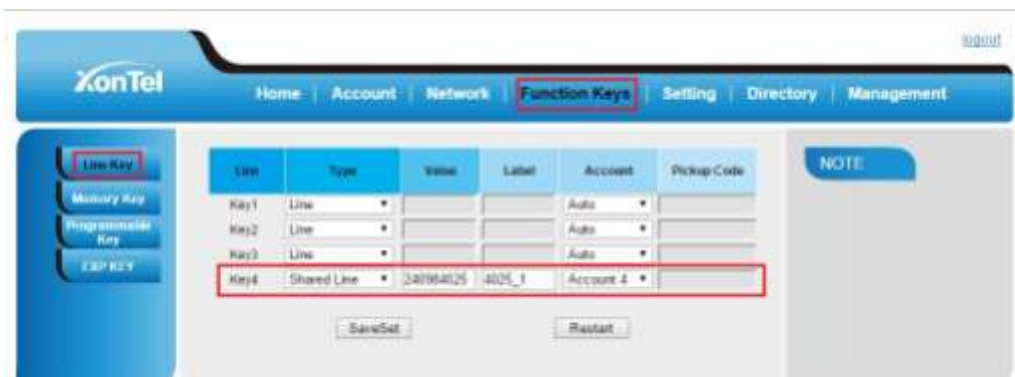 logout
XonTel
Home | Account | Network | Function Keys | Setting | Directory | Management
Line Key
Memory Key
Programmable Key
EXP KEY
Line Type Value Label Account Pickup Code
Key1 Line Auto
Key2 Line Auto
Key3 Line Auto
Key4 Shared Line 4025_1 Account 4
SaveSet Restart
NOTE